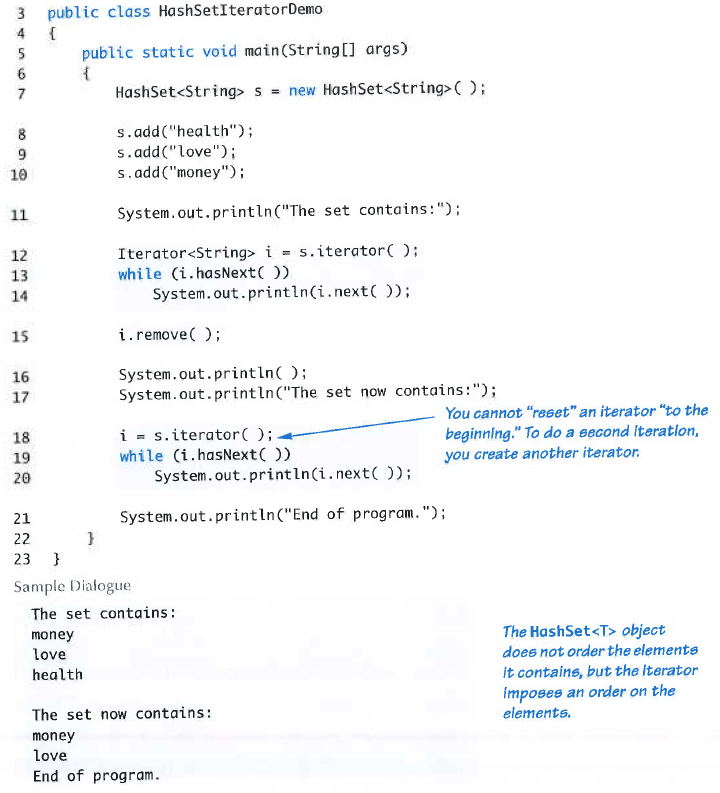 3 public class HashSetIteratorDemo
4 {
5 public static void main(String[] args)
6 {
7 HashSet<String> s = new HashSet<String>( );
8 s.add("health");
9 s.add("love");
10 s.add("money");
11 System.out.println("The set contains:");
12 Iterator<String> i = s.iterator( );
13 while (i.hasNext( ))
14 System.out.println(i.next( ));
15 i.remove( );
16 System.out.println( );
17 System.out.println("The set now contains:");
You cannot "reset" an iterator "to the
beginning." To do a second iteration,
you create another iterator.
18 i = s.iterator( );
19 while (i.hasNext( ))
20 System.out.println(i.next( ));
21 System.out.println("End of program.");
22 }
23 }
Sample Dialogue
The set contains:
money
love
health
The set now contains:
money
love
End of program.
The HashSet<T> object
does not order the elements
it contains, but the iterator
imposes an order on the
elements.